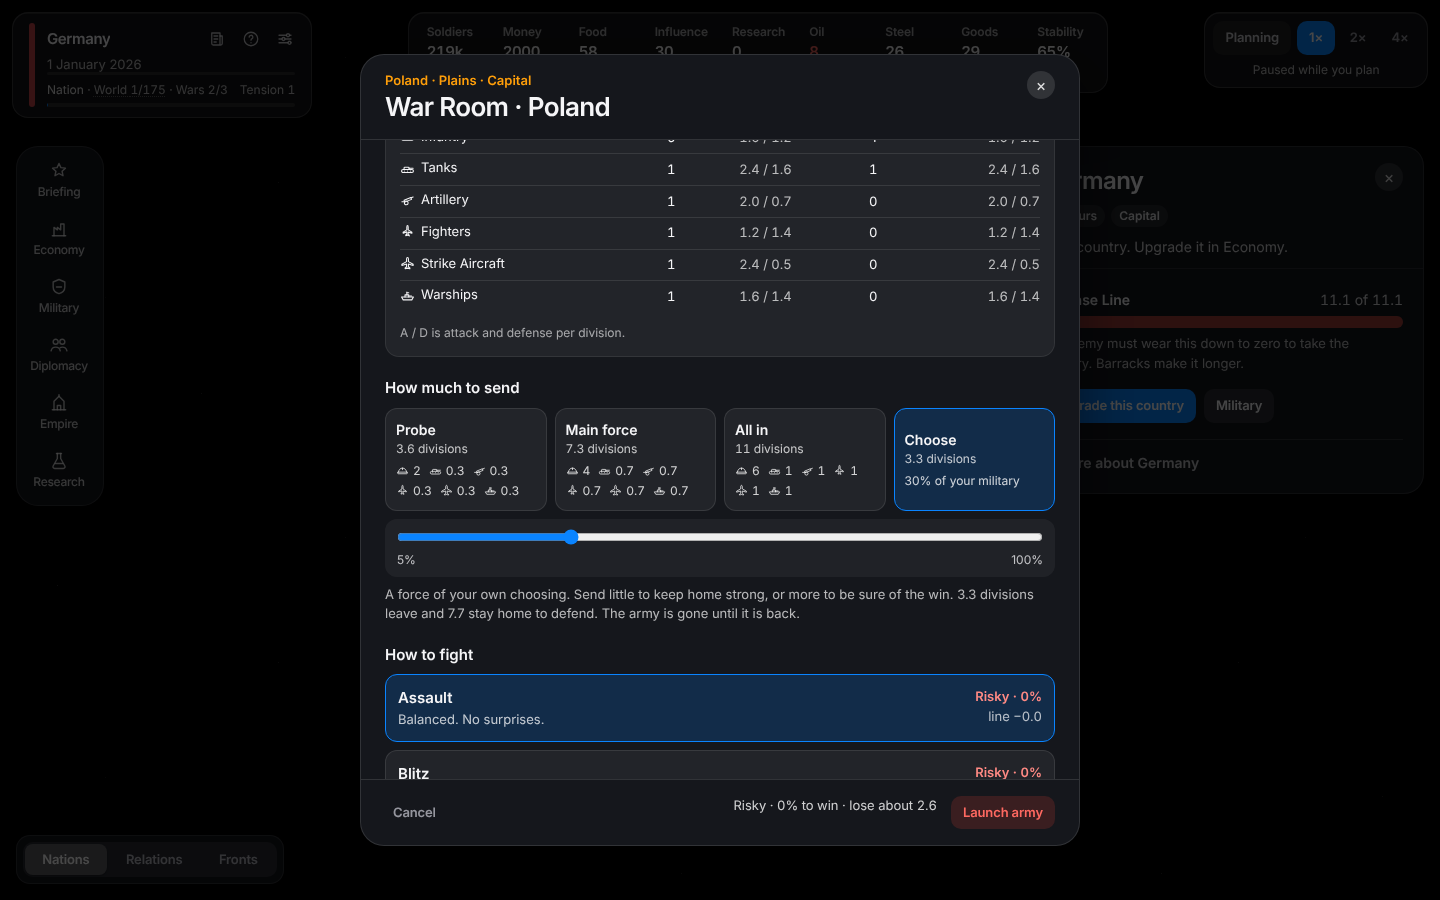 Germany
1 January 2026
Nation · World 1/175 · Wars 2/3 Tension 1
Soldiers Money Food Influence Research Oil Steel Goods Stability
219k 2000 58 30 0 8 26 29 65%
Planning 1× 2× 4×
Paused while you plan
Briefing
Economy
Military
Diplomacy
Empire
Research
Poland · Plains · Capital
War Room · Poland
×
Tanks 1 2.4 / 1.6 1 2.4 / 1.6
Artillery 1 2.0 / 0.7 0 2.0 / 0.7
Fighters 1 1.2 / 1.4 0 1.2 / 1.4
Strike Aircraft 1 2.4 / 0.5 0 2.4 / 0.5
Warships 1 1.6 / 1.4 0 1.6 / 1.4
A / D is attack and defense per division.
How much to send
Probe
3.6 divisions
2 0.3 0.3
0.3 0.3 0.3
Main force
7.3 divisions
4 0.7 0.7
0.7 0.7 0.7
All in
11 divisions
6 1 1 1
1 1
Choose
3.3 divisions
30% of your military
5% 100%
A force of your own choosing. Send little to keep home strong, or more to be sure of the win. 3.3 divisions
leave and 7.7 stay home to defend. The army is gone until it is back.
How to fight
Assault Risky · 0%
Balanced. No surprises. line −0.0
Blitz Risky · 0%
Cancel Risky · 0% to win · lose about 2.6 Launch army
rmany ×
Capital
country. Upgrade it in Economy.
nse Line 11.1 of 11.1
emy must wear this down to zero to take the
ry. Barracks make it longer.
rade this country Military
re about Germany
Nations Relations Fronts